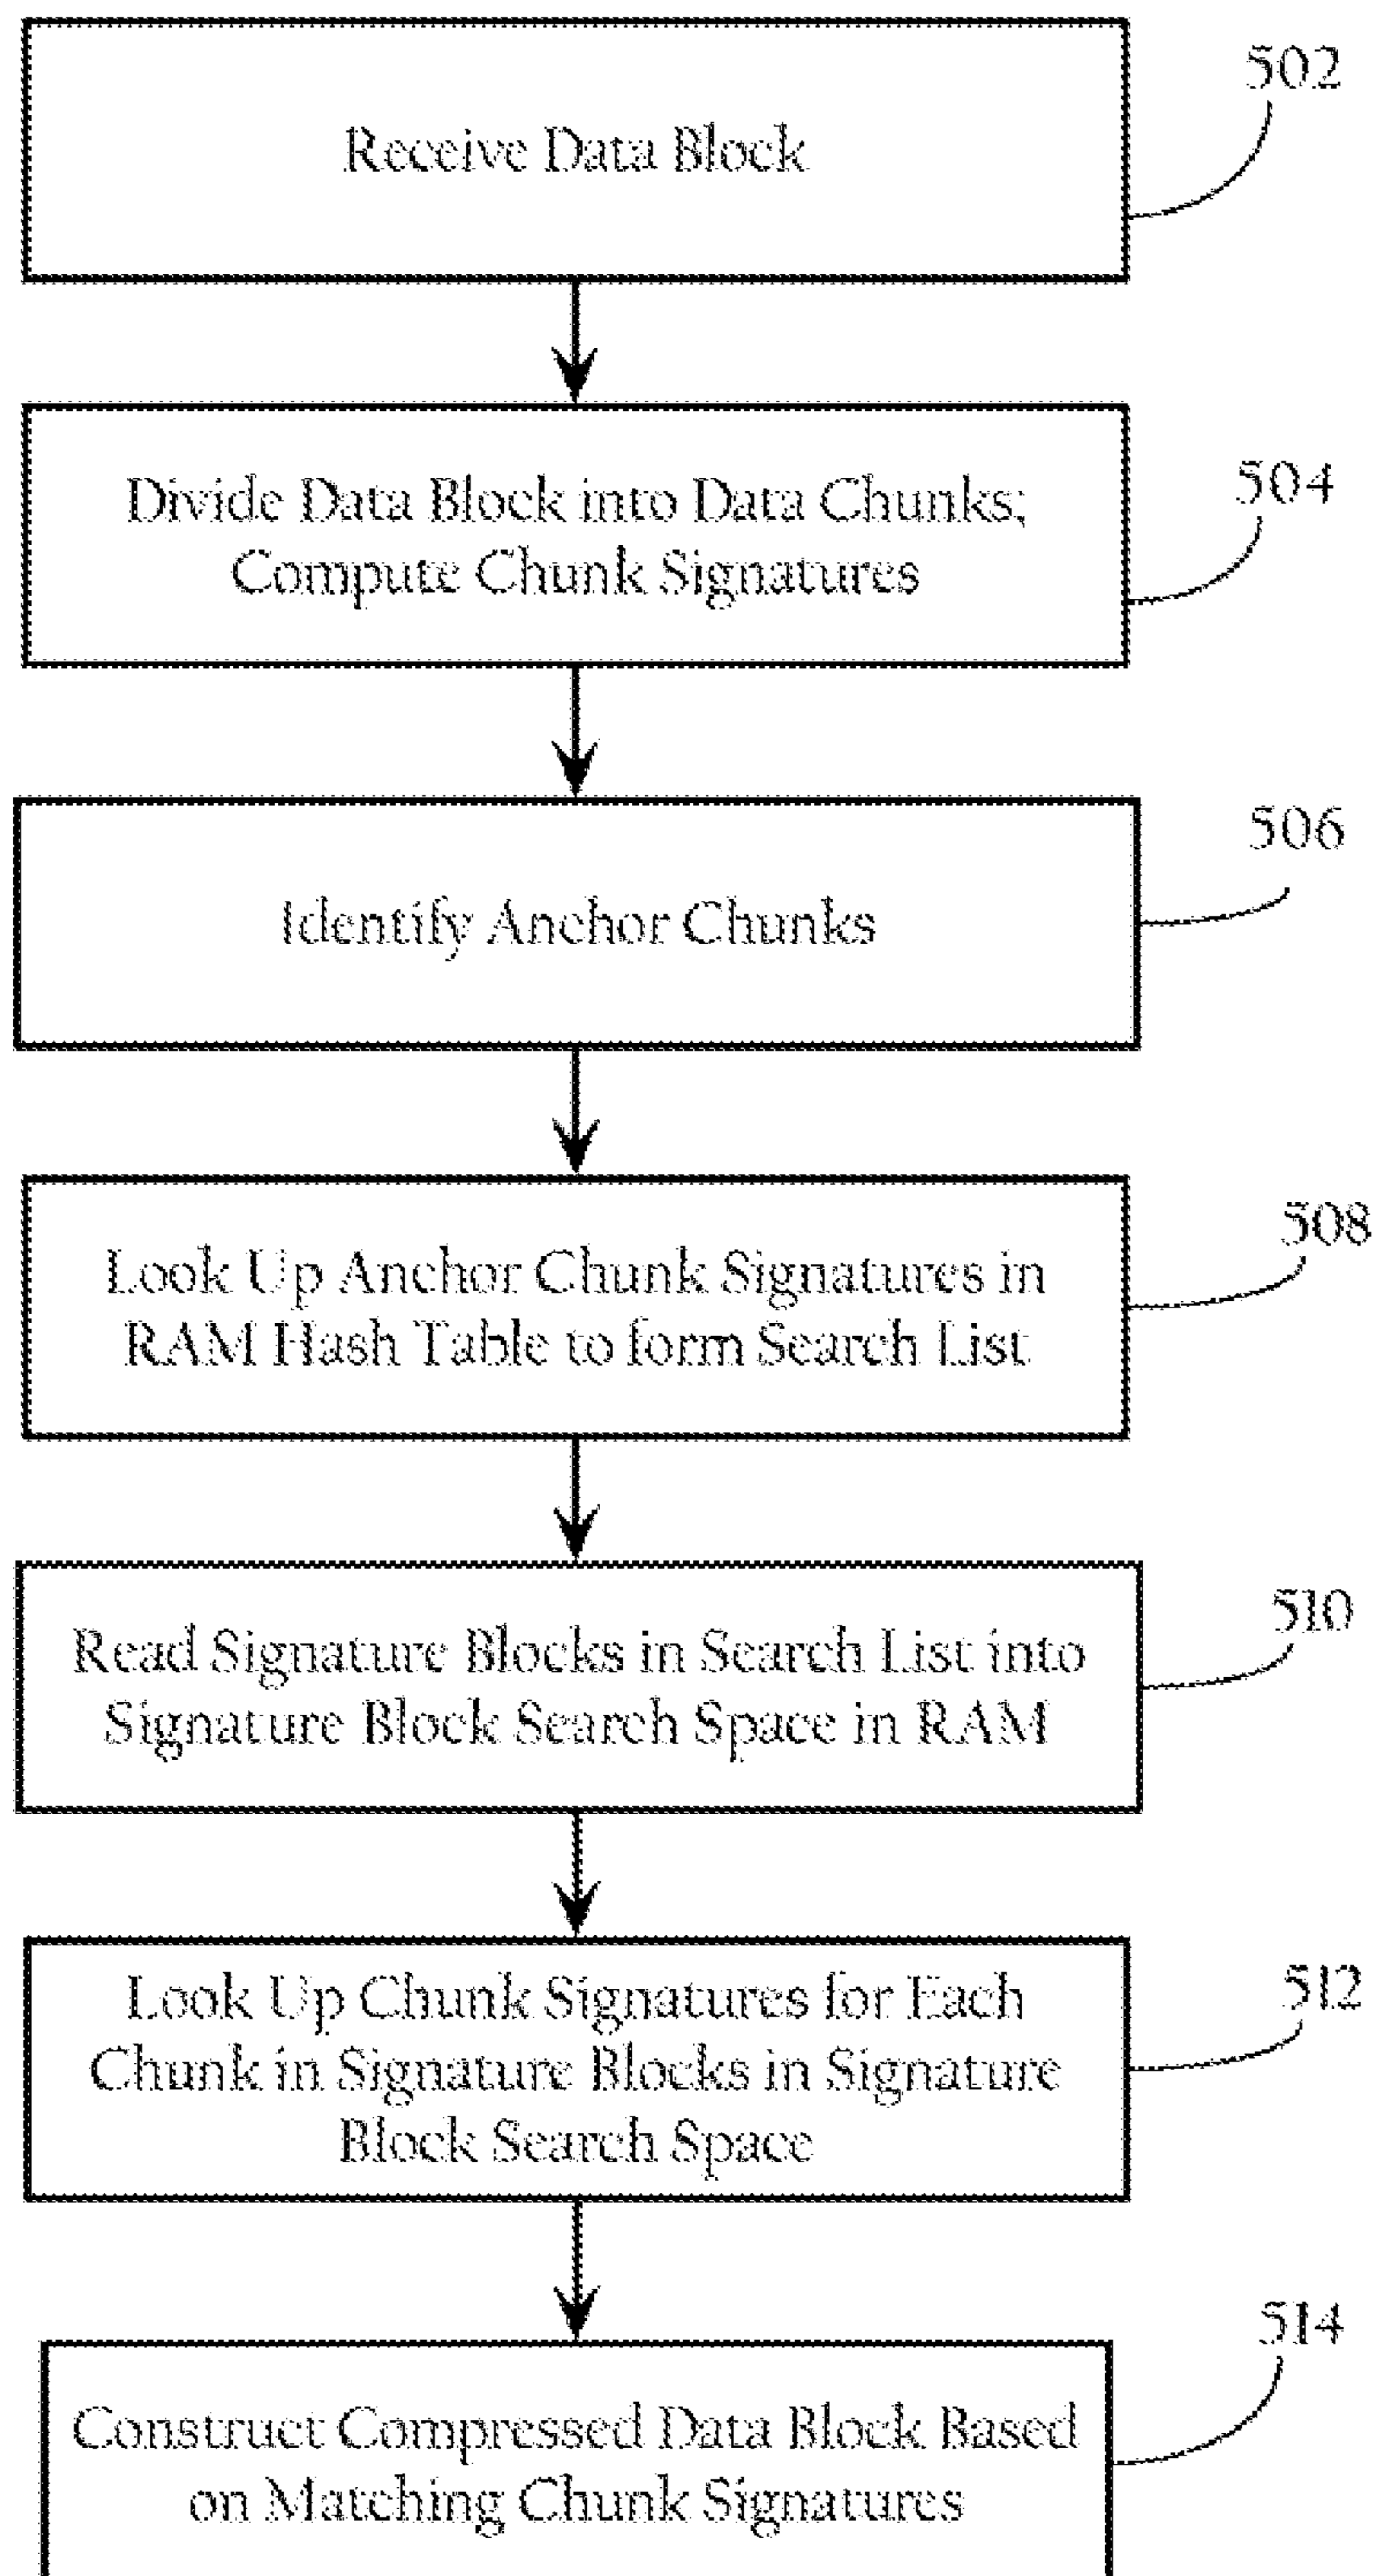 Receive Data Block
502
Divide Data Block into Data Chunks;
Compute Chunk Signatures
504
Identify Anchor Chunks
506
Look Up Anchor Chunk Signatures in
RAM Hash Table to form Search List
508
Read Signature Blocks in Search List into
Signature Block Search Space in RAM
510
Look Up Chunk Signatures for Each
Chunk in Signature Blocks in Signature
Block Search Space
512
Construct Compressed Data Block Based
on Matching Chunk Signatures
514